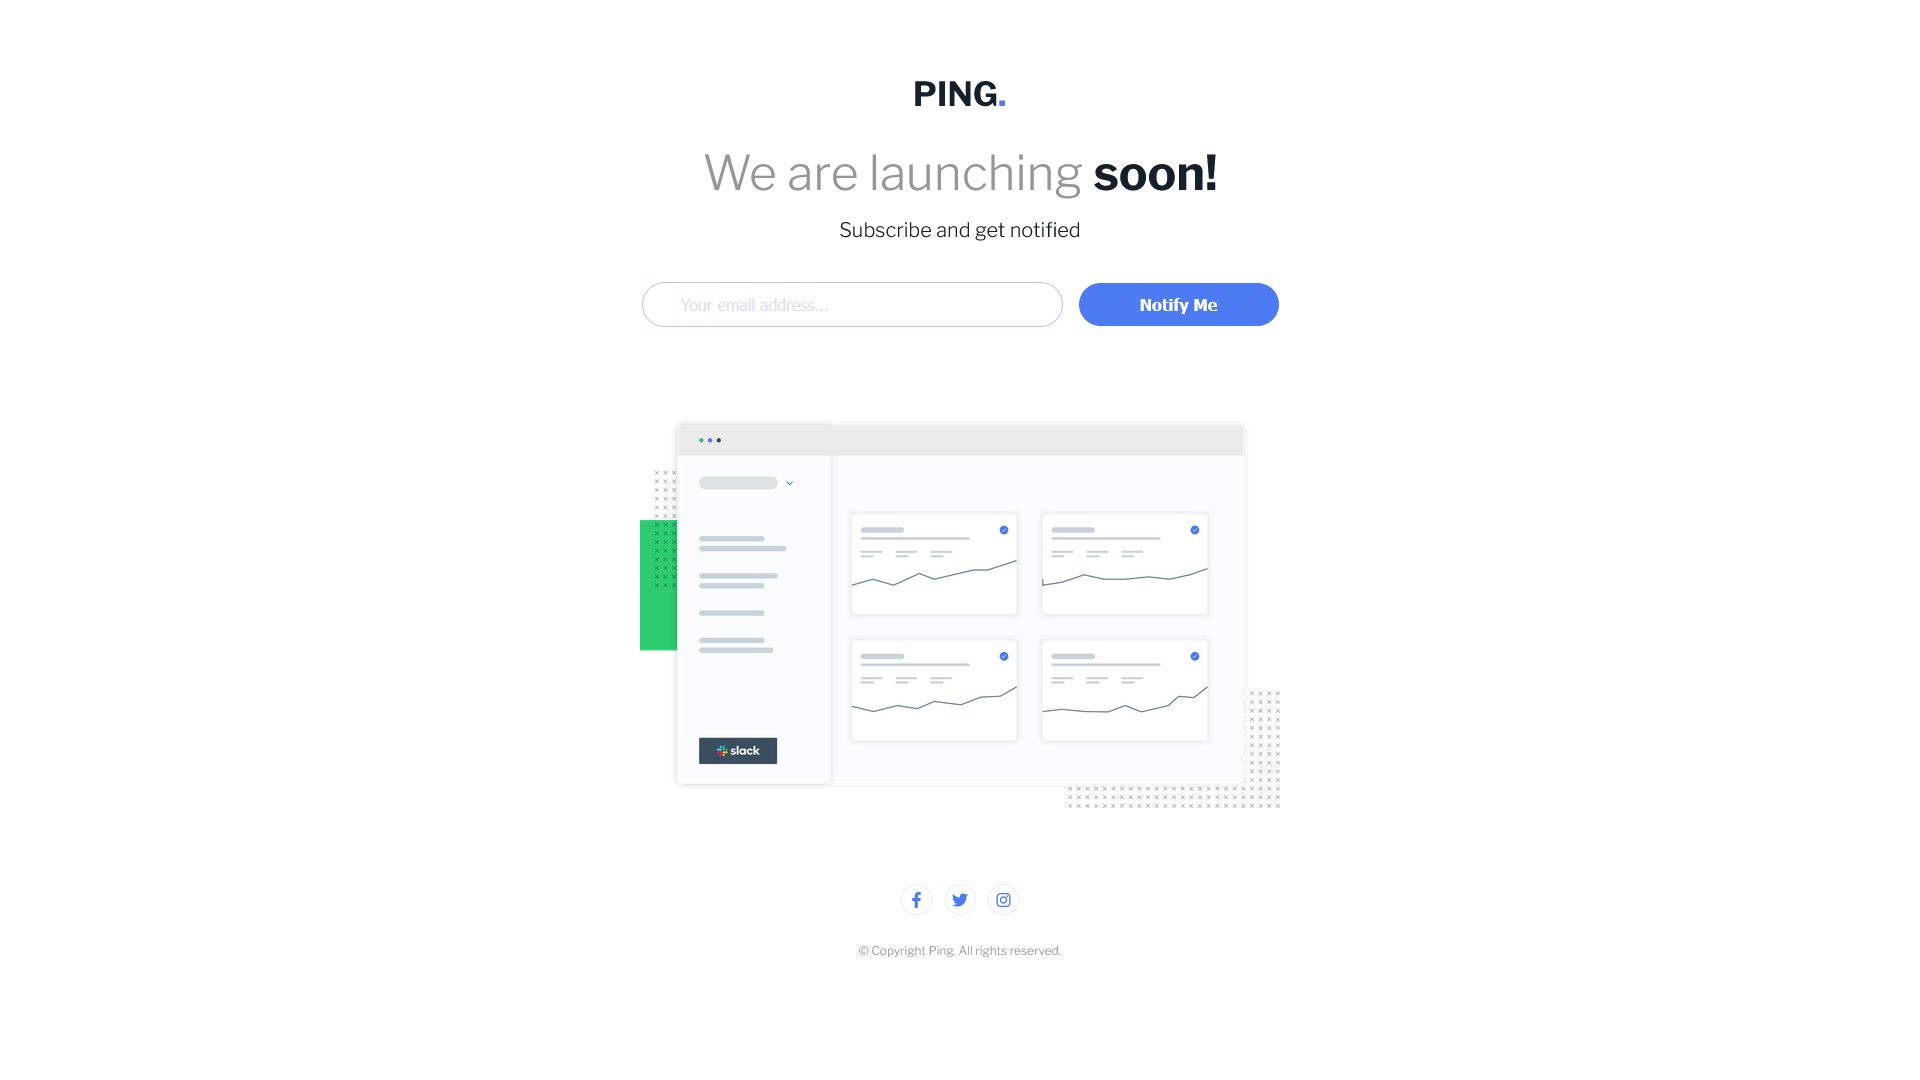 PING.
We are launching soon!
Subscribe and get notified
Your email address...
Notify Me
slack
© Copyright Ping. All rights reserved.